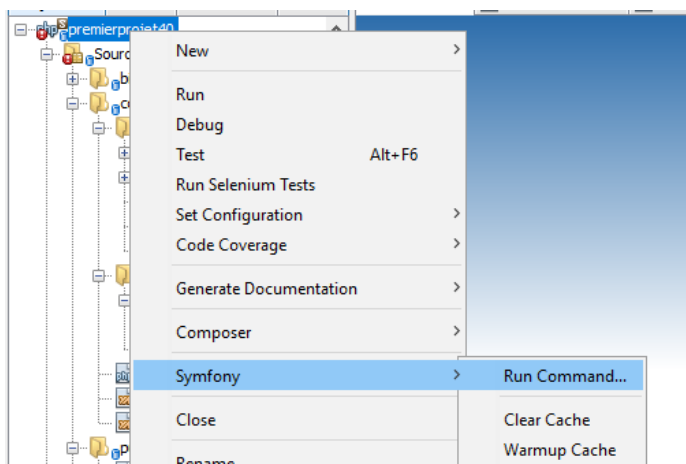 premierprojet40
Sourc
New
b
Run
Debug
Test Alt+F6
Run Selenium Tests
Set Configuration
Code Coverage
Generate Documentation
Composer
Symfony
Run Command...
Close
Clear Cache
Warmup Cache
Rename